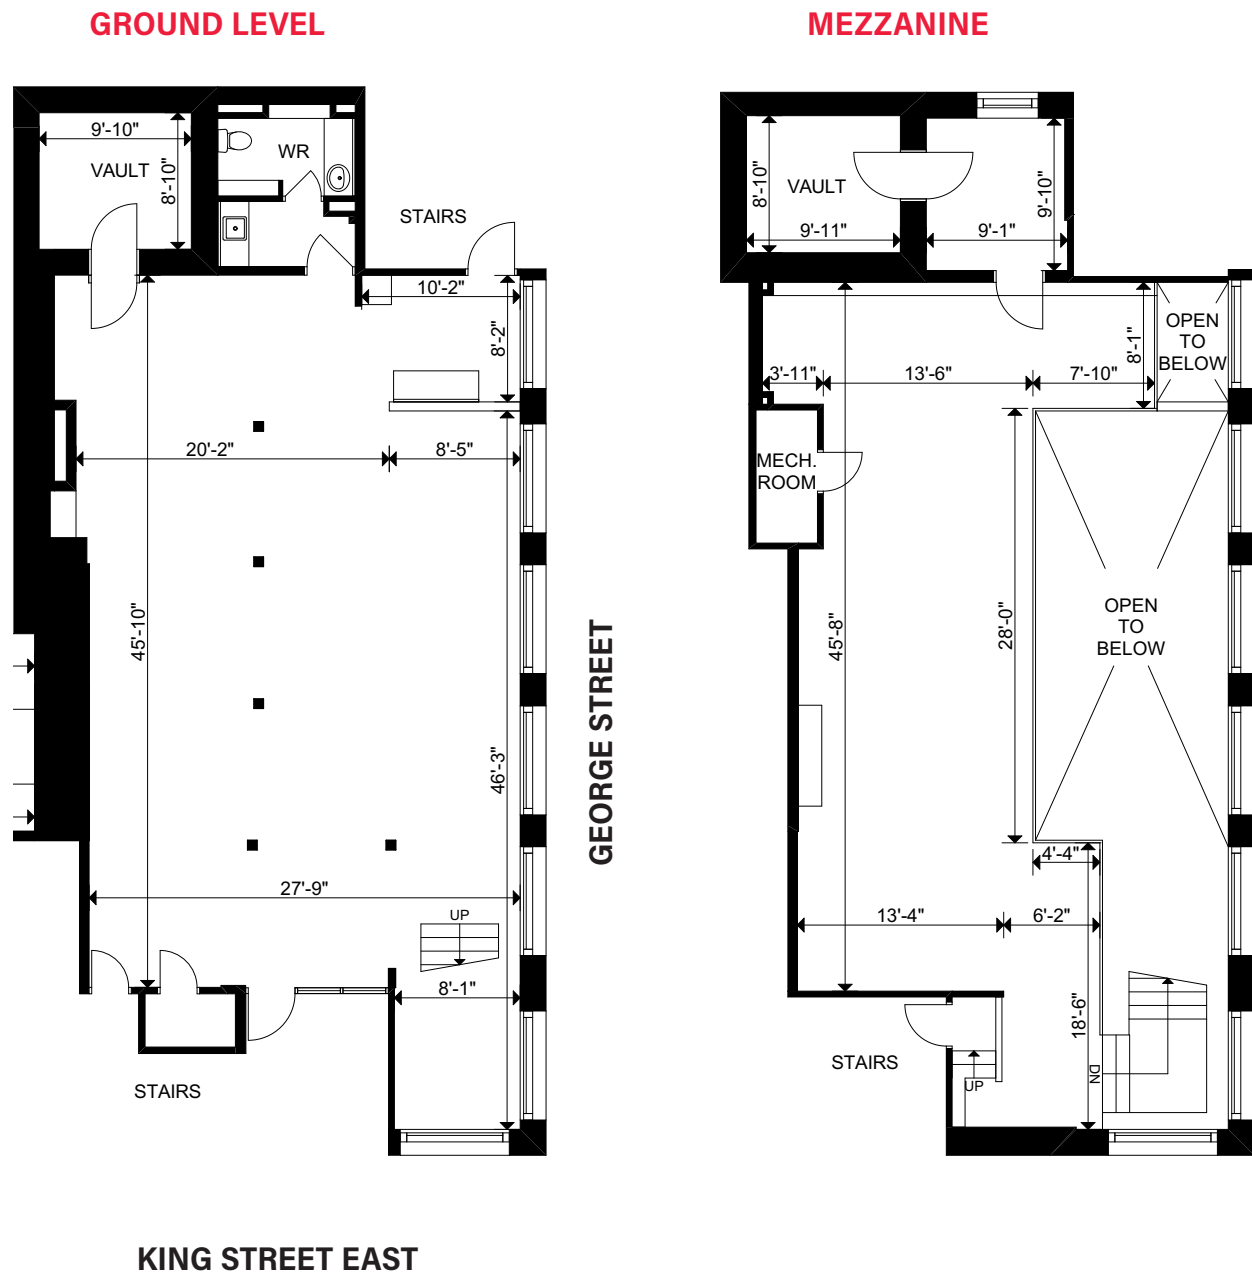 GROUND LEVEL
9'-10"
VAULT
8'-10"
WR
STAIRS
10'-2"
8'-2"
20'-2"
8'-5"
45'-10"
46'-3"
27'-9"
UP
8'-1"
STAIRS
GEORGE STREET
KING STREET EAST
MEZZANINE
8'-10"
VAULT
9'-11"
9'-10"
9'-1"
OPEN
TO
BELOW
8'-1"
3'-11"
13'-6"
7'-10"
MECH.
ROOM
45'-8"
28'-0"
OPEN
TO
BELOW
4'-4"
13'-4"
6'-2"
18'-6"
STAIRS
UP
DN